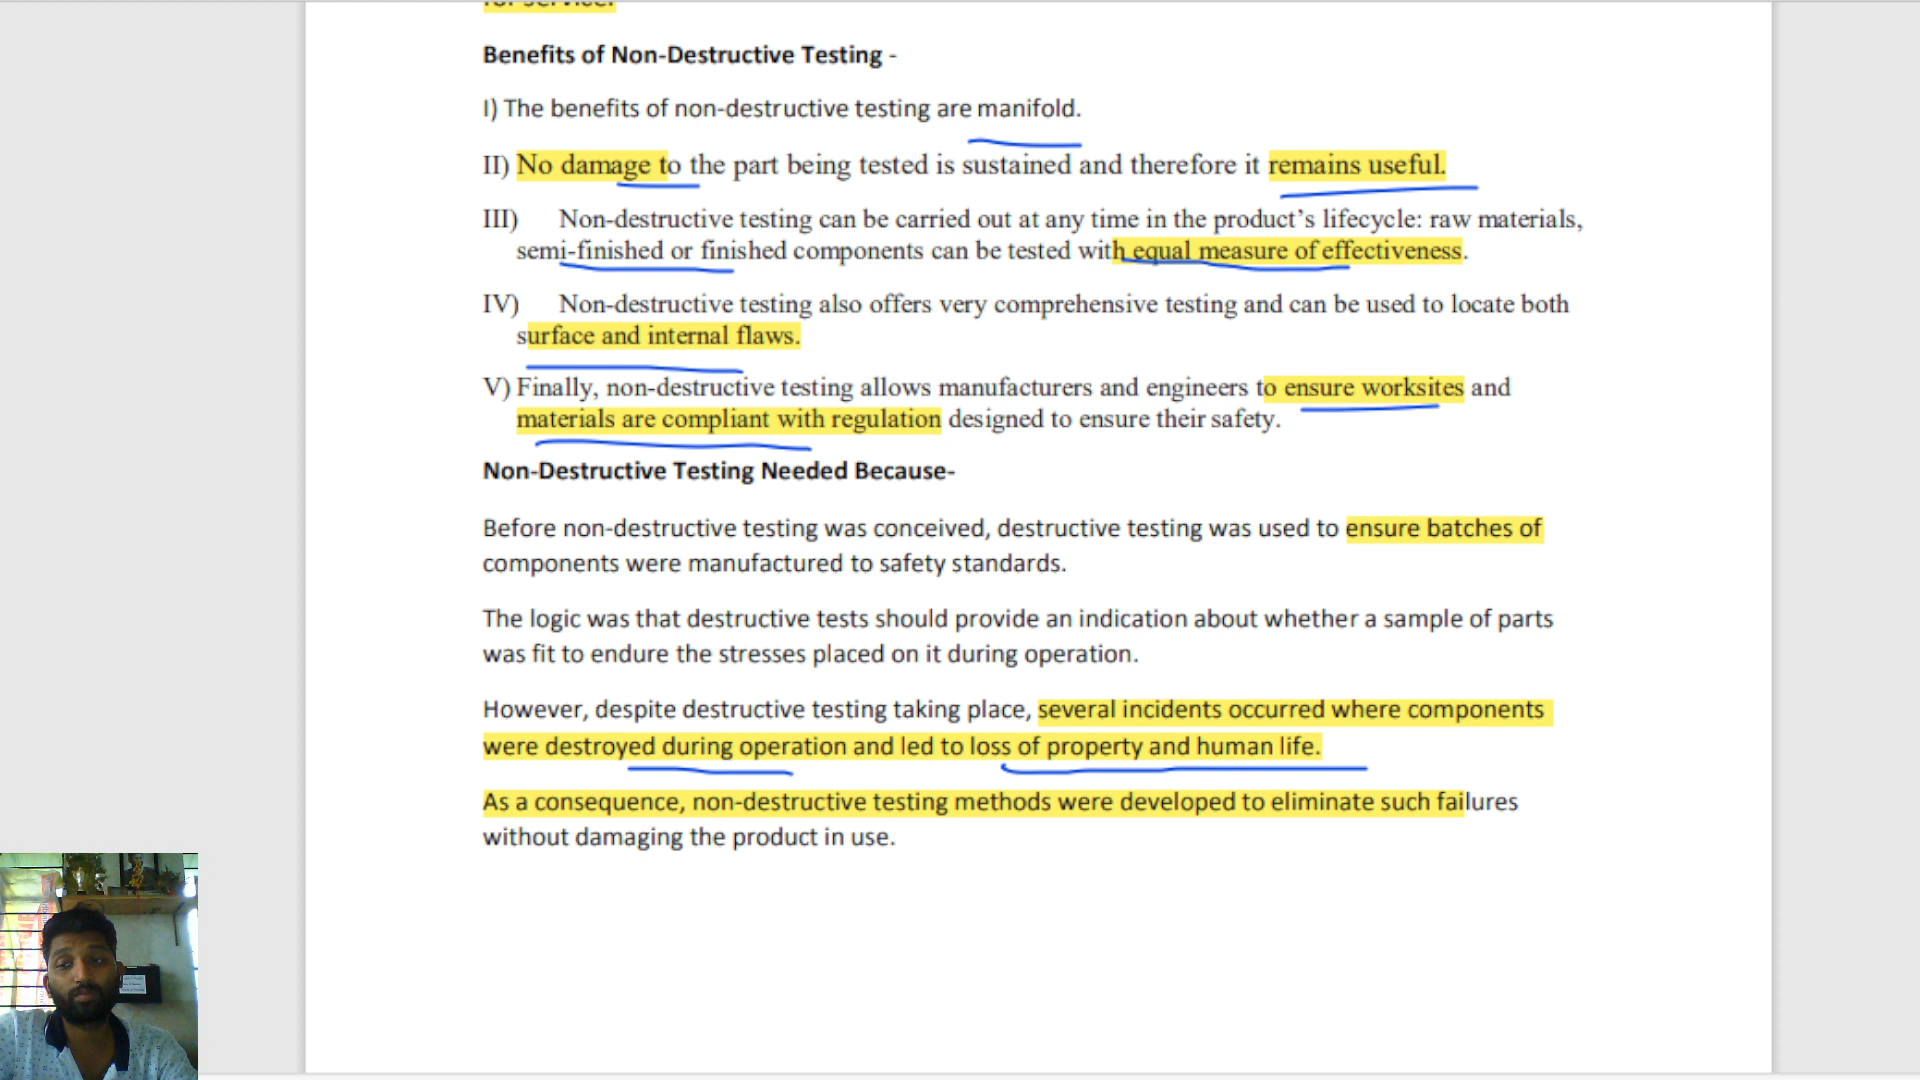 for service.
Benefits of Non-Destructive Testing -
I) The benefits of non-destructive testing are manifold.
II) No damage to the part being tested is sustained and therefore it remains useful.
III) Non-destructive testing can be carried out at any time in the product’s lifecycle: raw materials,
semi-finished or finished components can be tested with equal measure of effectiveness.
IV) Non-destructive testing also offers very comprehensive testing and can be used to locate both
surface and internal flaws.
V) Finally, non-destructive testing allows manufacturers and engineers to ensure worksites and
materials are compliant with regulation designed to ensure their safety.
Non-Destructive Testing Needed Because-
Before non-destructive testing was conceived, destructive testing was used to ensure batches of
components were manufactured to safety standards.
The logic was that destructive tests should provide an indication about whether a sample of parts
was fit to endure the stresses placed on it during operation.
However, despite destructive testing taking place, several incidents occurred where components
were destroyed during operation and led to loss of property and human life.
As a consequence, non-destructive testing methods were developed to eliminate such failures
without damaging the product in use.